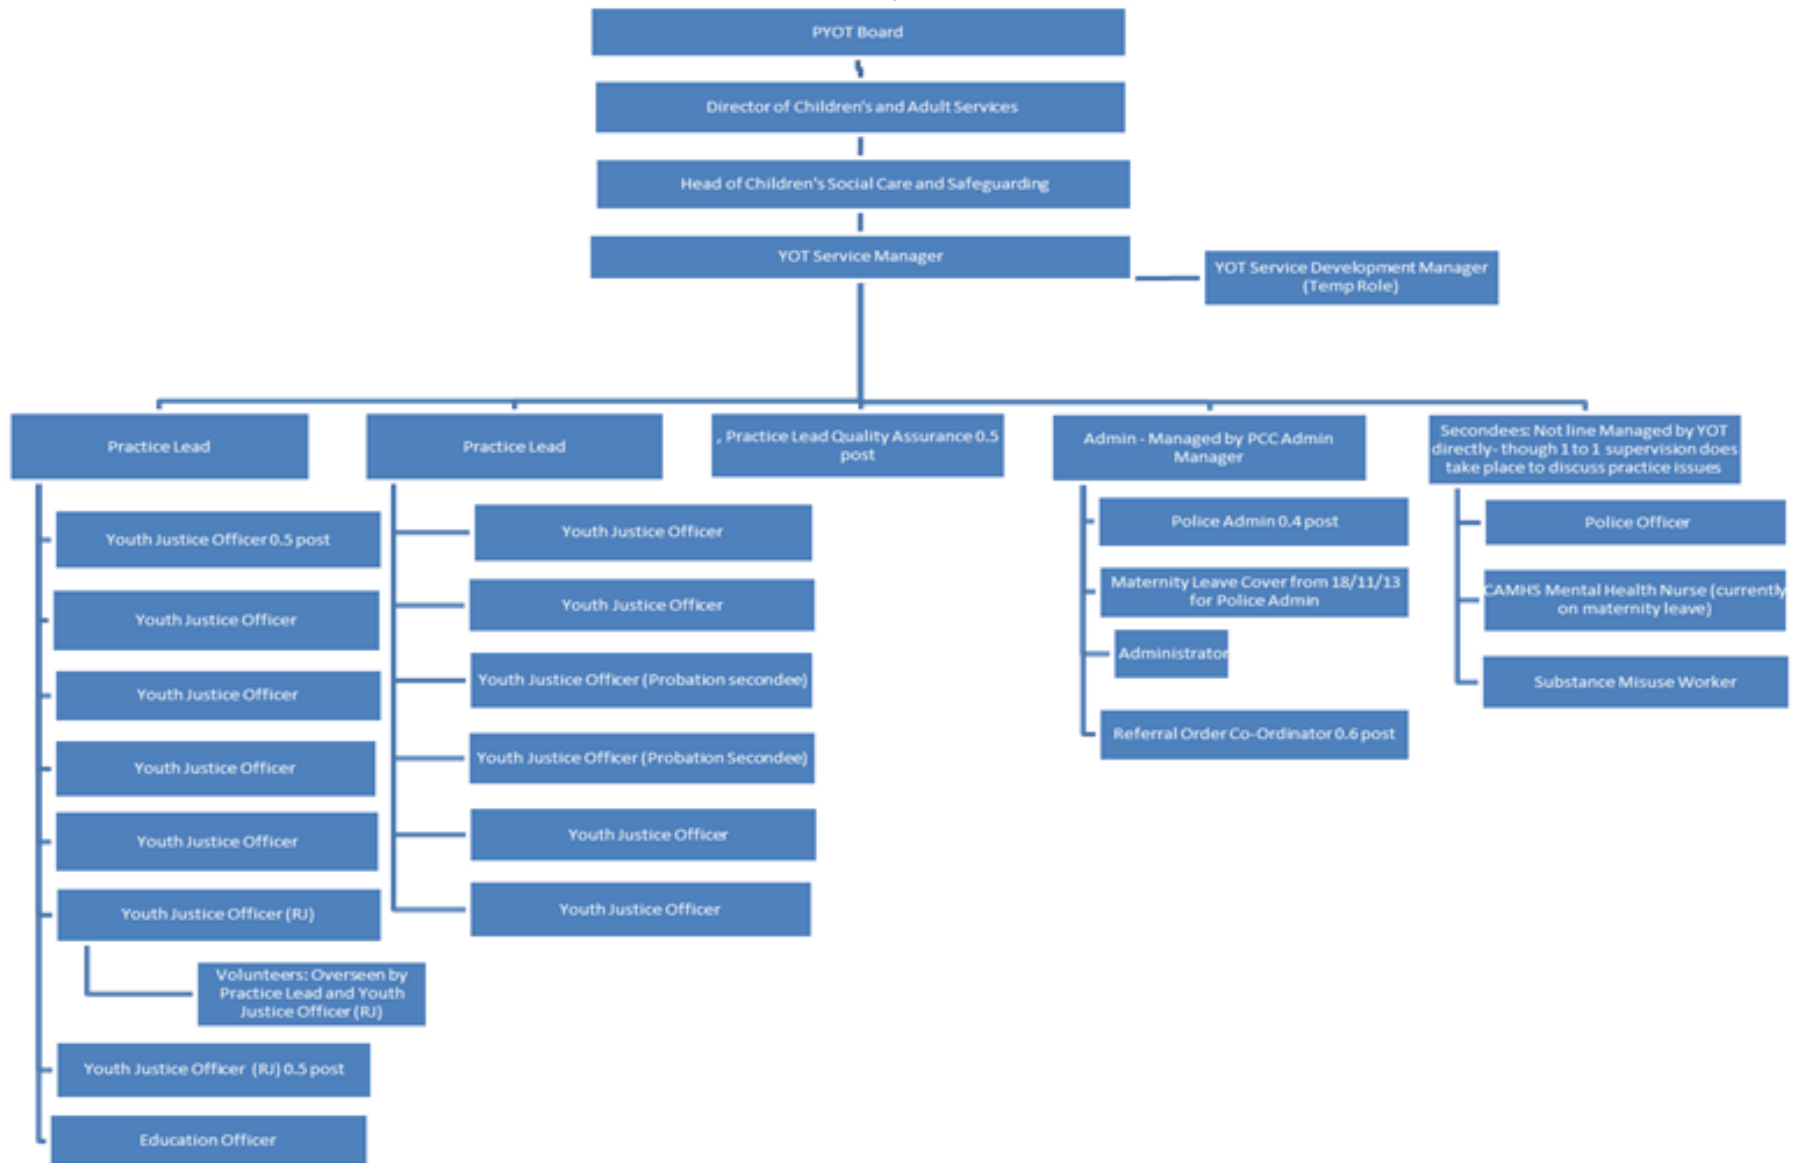 PYOT Board
Director of Children's and Adult Services
Head of Children's Social Care and Safeguarding
YOT Service Manager
YOT Service Development Manager
(Temp Role)
Practice Lead
Youth Justice Officer 0.5 post
Youth Justice Officer
Youth Justice Officer
Youth Justice Officer
Youth Justice Officer
Youth Justice Officer (RJ)
Volunteers: Overseen by
Practice Lead and Youth
Justice Officer (RJ)
Youth Justice Officer (RJ) 0.5 post
Education Officer
Practice Lead
Youth Justice Officer
Youth Justice Officer
Youth Justice Officer (Probation secondee)
Youth Justice Officer (Probation Secondee)
Youth Justice Officer
Youth Justice Officer
, Practice Lead Quality Assurance 0.5
post
Admin - Managed by PCC Admin
Manager
Police Admin 0.4 post
Maternity Leave Cover from 18/11/13
for Police Admin
Administrator
Referral Order Co-Ordinator 0.6 post
Secondees: Not line Managed by YOT
directly- though 1 to 1 supervision does
take place to discuss practice issues
Police Officer
CAMHS Mental Health Nurse (currently
on maternity leave)
Substance Misuse Worker